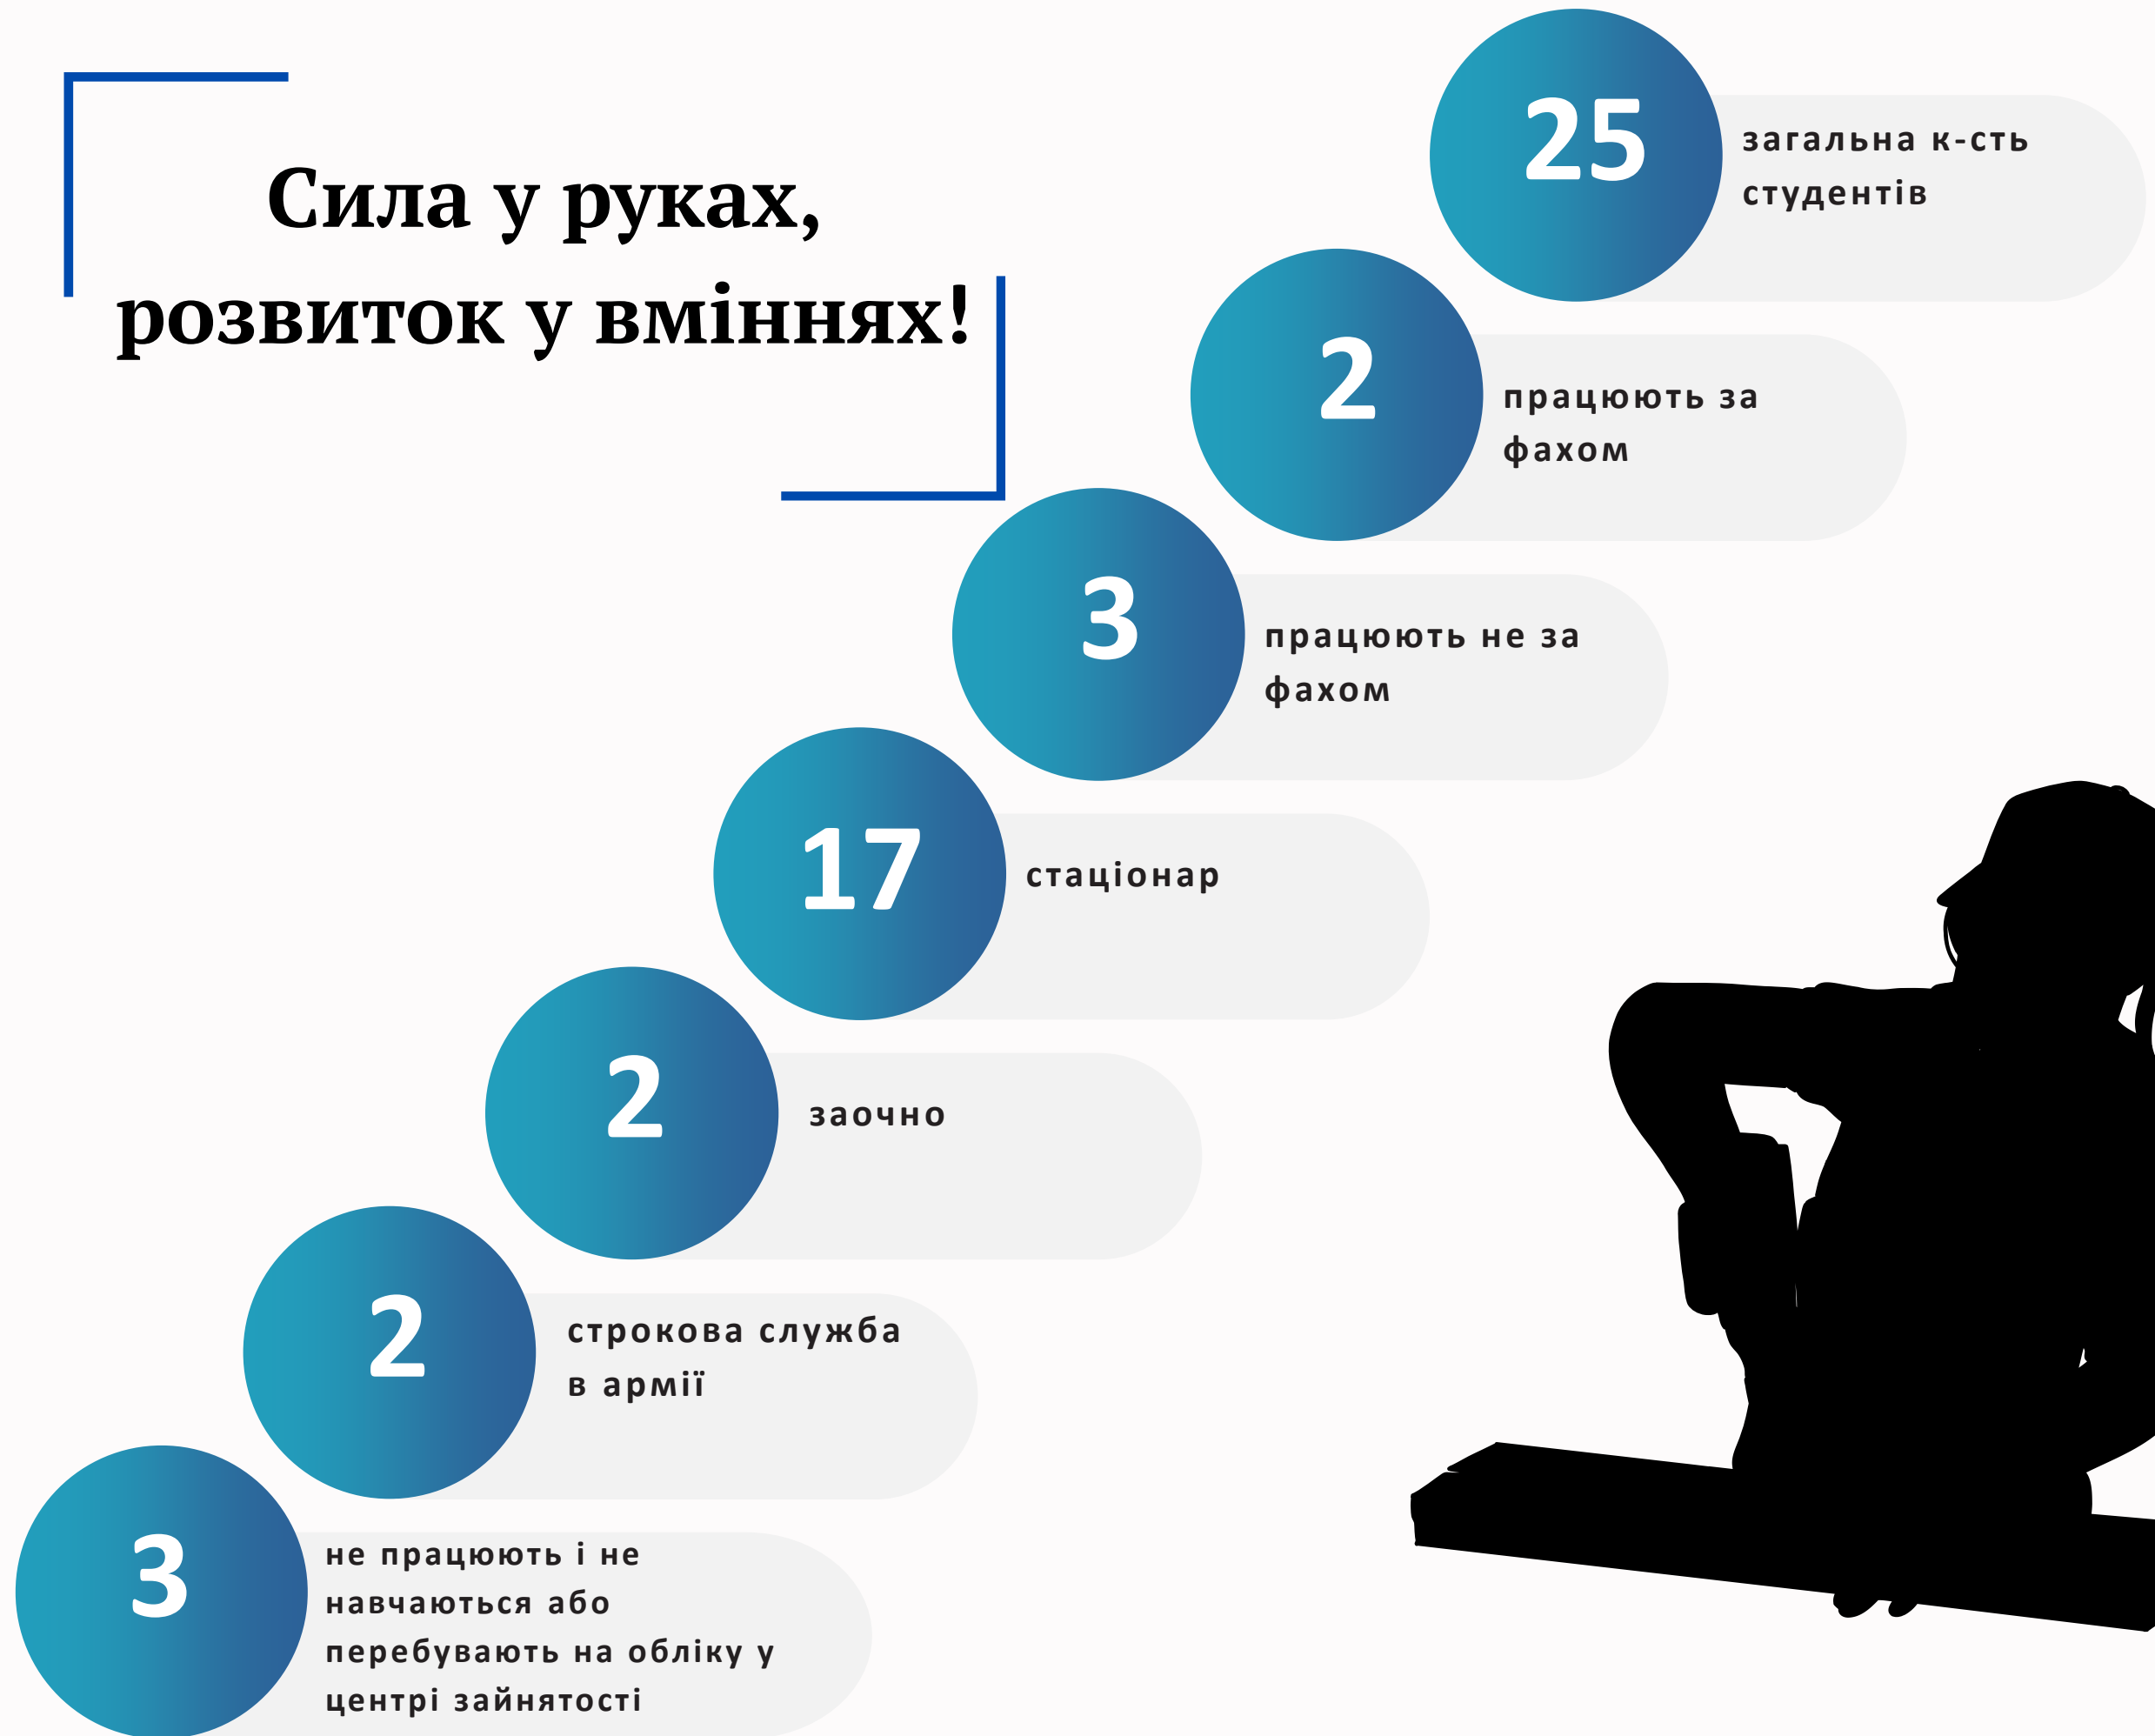 Сила у руках,
розвиток у вміннях!
25
загальна к-сть
студентів
2
працюють за
фахом
3
працюють не за
фахом
17
стаціонар
2
заочно
2
строкова служба
в армії
3
не працюють і не
навчаються або
перебувають на обліку у
центрі зайнятості